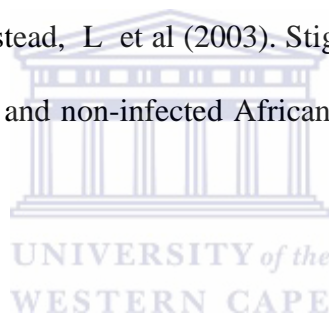 stead, L et al (2003). Stig
and non-infected African
UNIVERSITY of the
WESTERN CAPE